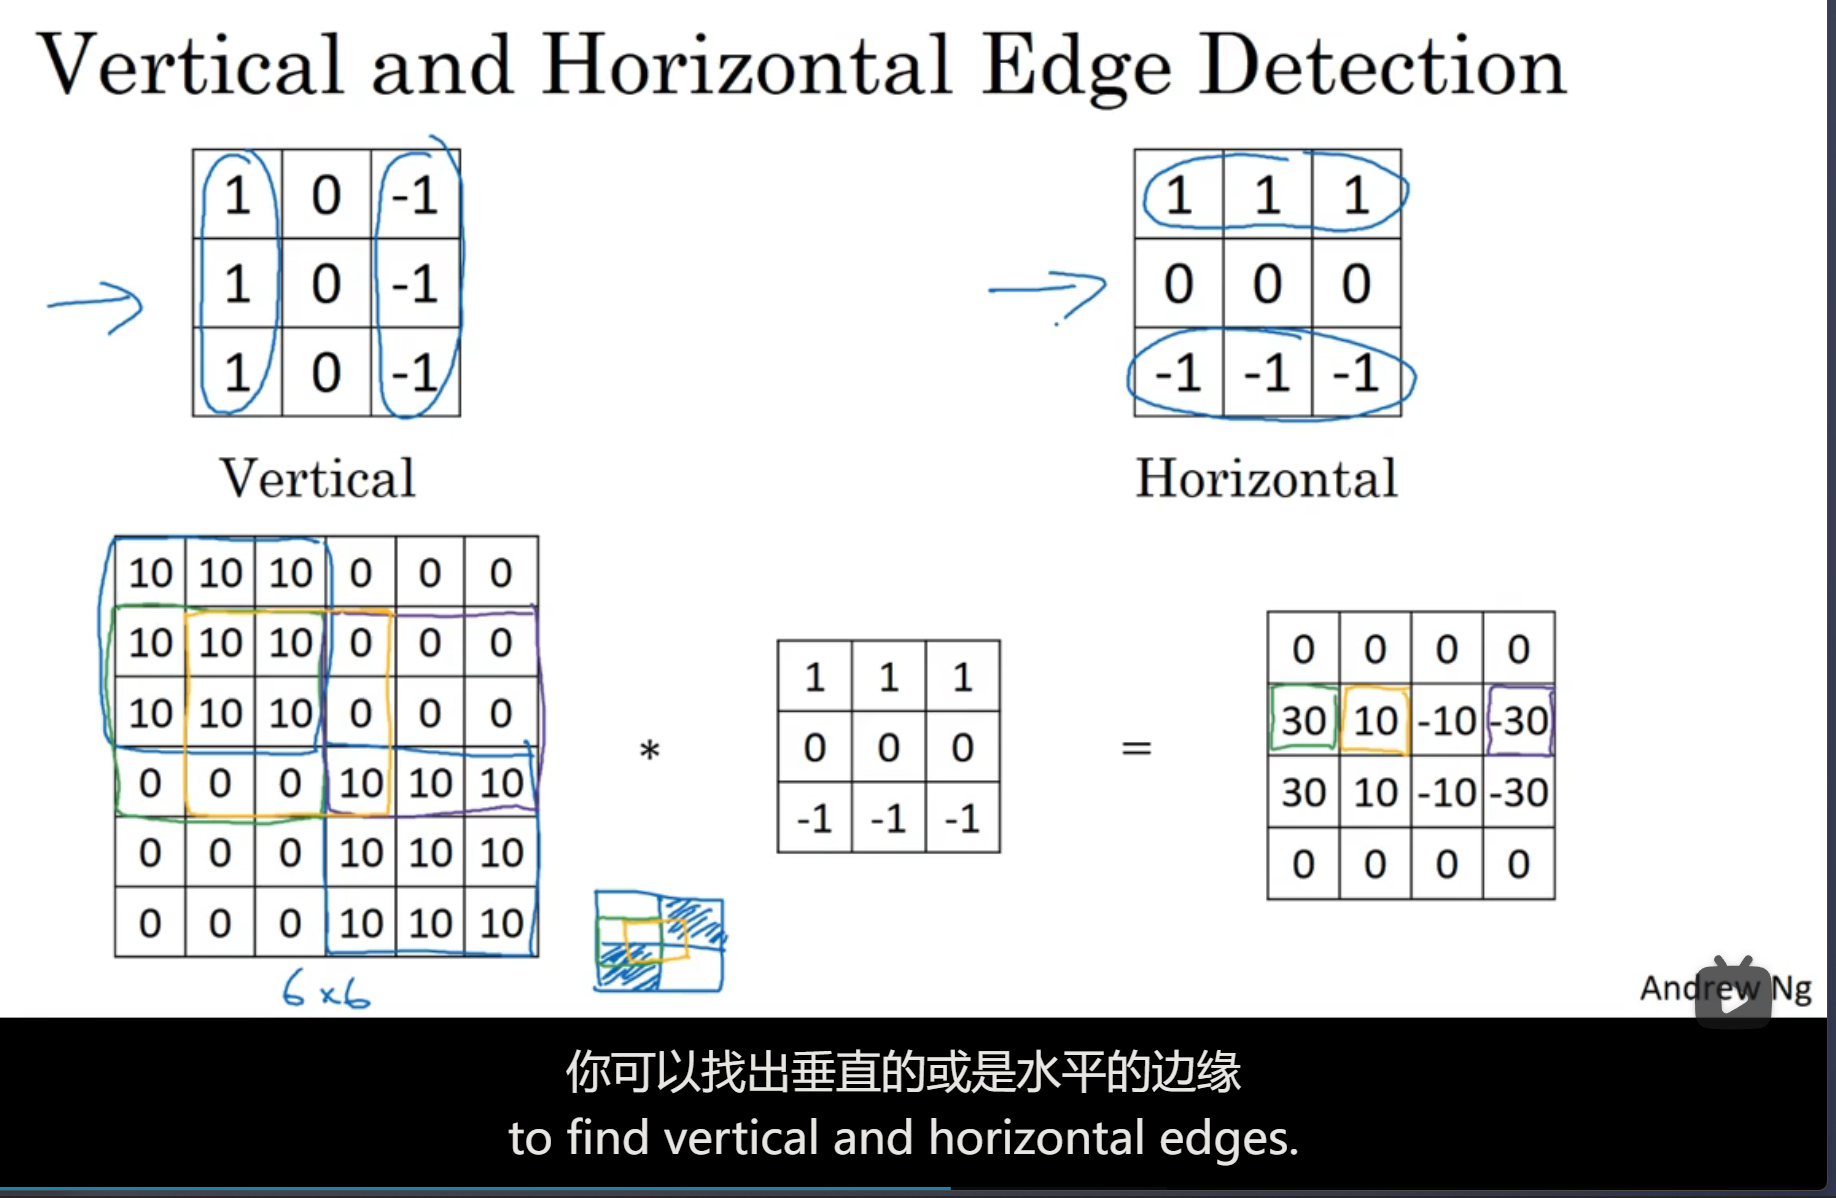 Vertical and Horizontal Edge Detection
1 0 -1
1 0 -1
1 0 -1
Vertical
1 1 1
0 0 0
-1 -1 -1
Horizontal
10 10 10 0 0 0
10 10 10 0 0 0
10 10 10 0 0 0
0 0 0 10 10 10
0 0 0 10 10 10
0 0 0 10 10 10
6 × 6
*
1 1 1
0 0 0
-1 -1 -1
=
0 0 0 0
30 10 -10 -30
30 10 -10 -30
0 0 0 0
Andrew Ng
你可以找出垂直的或是水平的边缘
to find vertical and horizontal edges.